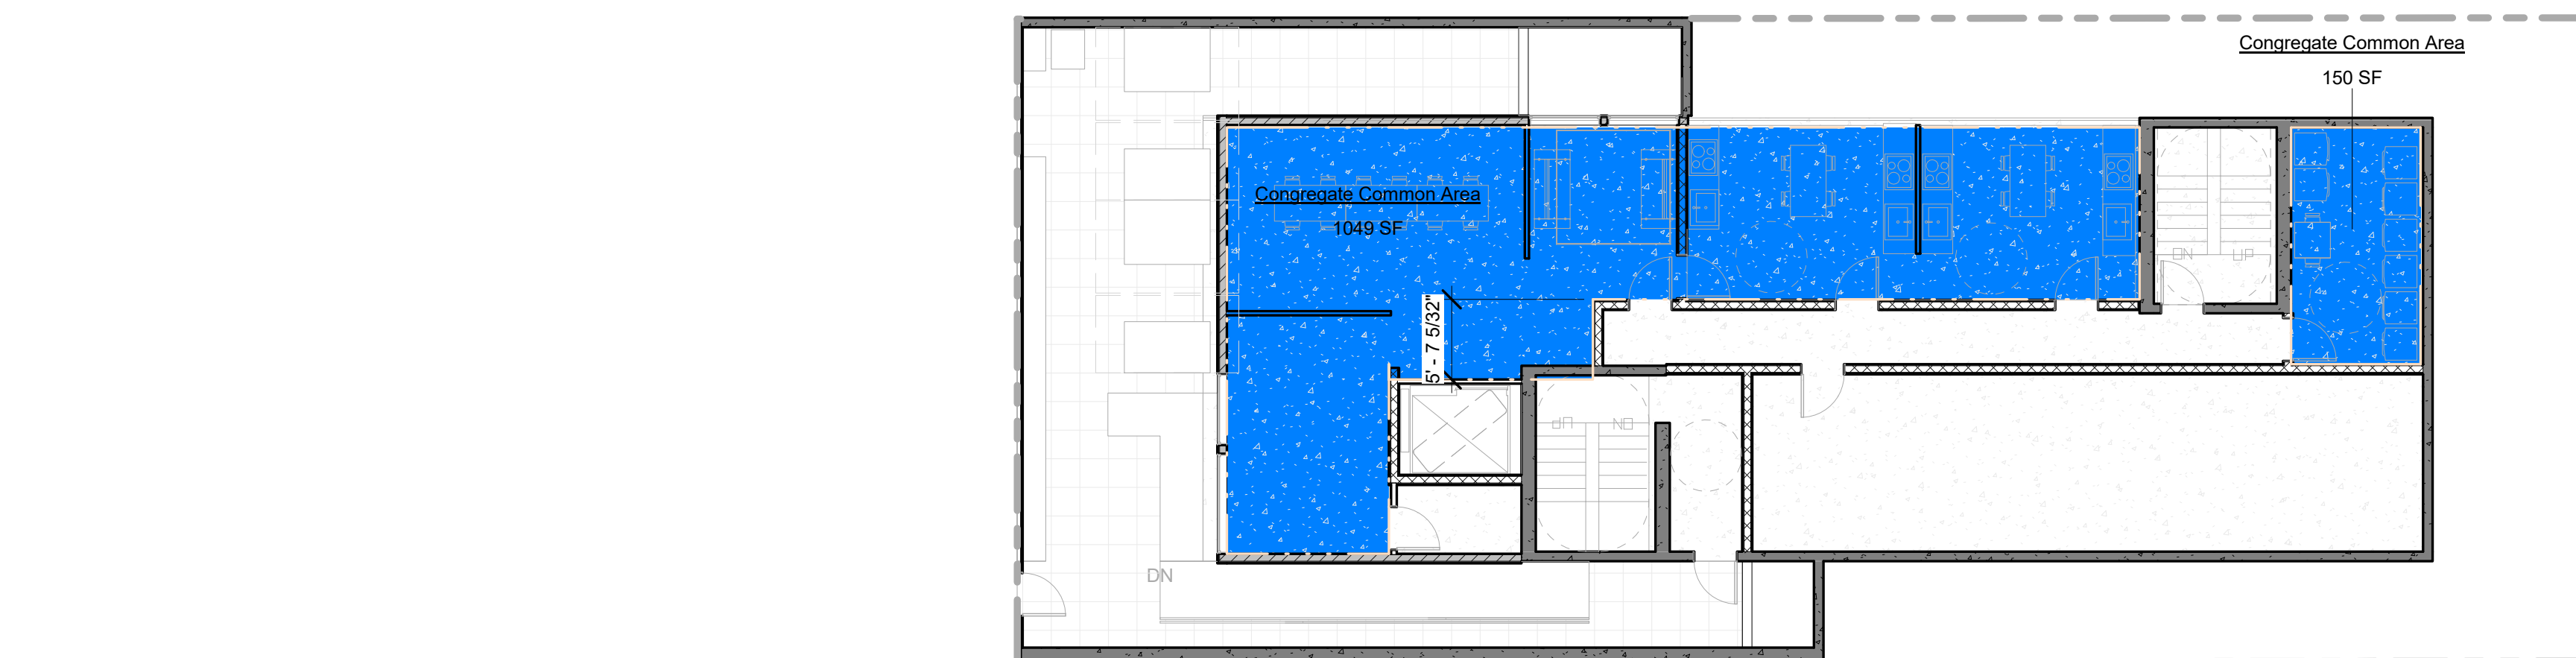 Congregate Common Area
150 SF
Congregate Common Area
1049 SF
DN
UP
5' - 7 5/32"
UP
DN
DN